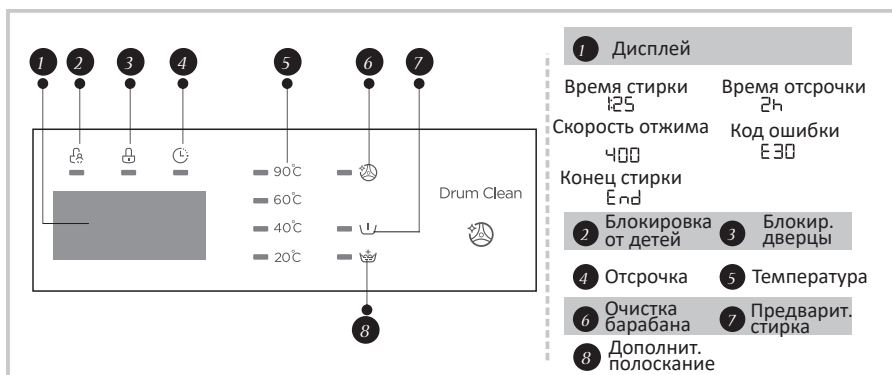 1 2 3 4 5 6 7
90℃
60℃
40℃
20℃
Drum Clean
8
1 Дисплей
Время стирки Время отсрочки
1:25 2h
Скорость отжима Код ошибки
400 E30
Конец стирки
End
2 Блокировка от детей 3 Блокир. дверцы
4 Отсрочка 5 Температура
6 Очистка барабана 7 Предварит. стирка
8 Дополнит. полоскание